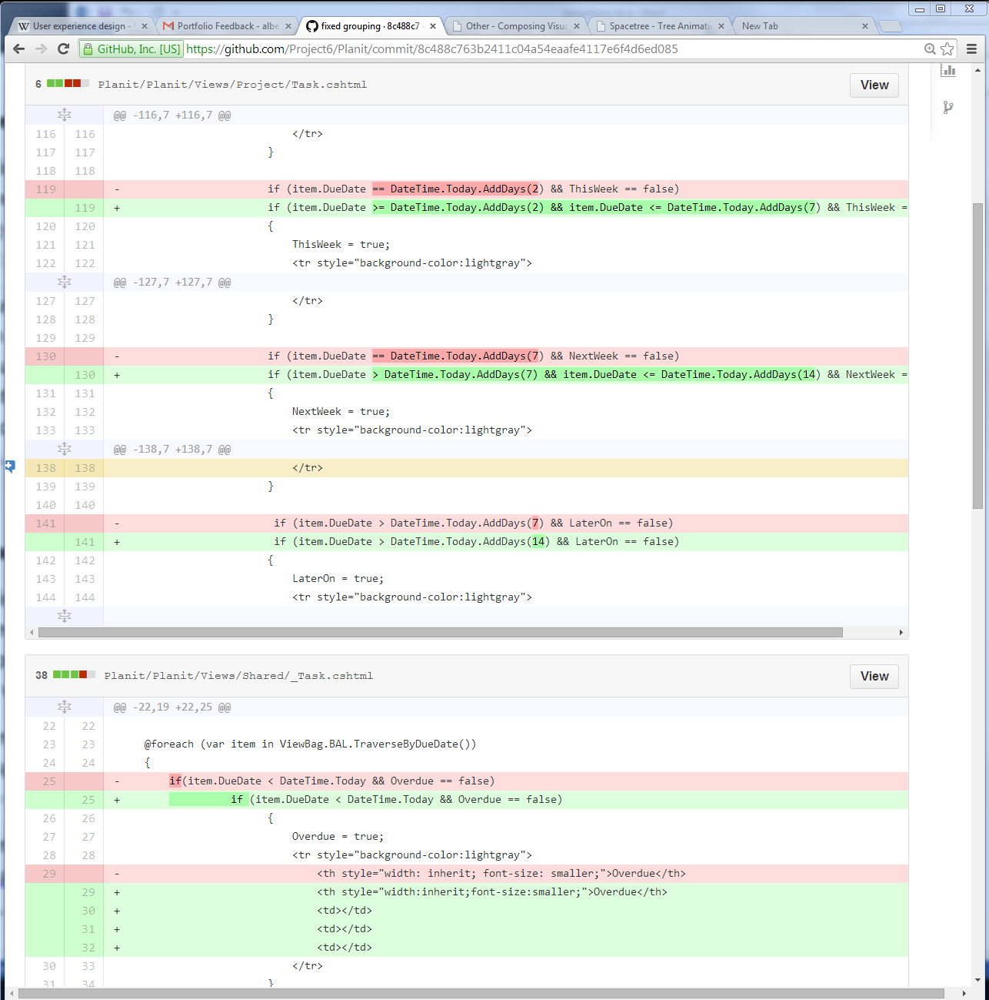 User experience design -
Portfolio Feedback - albe
fixed grouping · 8c488c7
Other - Composing Visua
Spacetree - Tree Animatic
New Tab
GitHub, Inc. [US] https://github.com/Project6/Planit/commit/8c488c763b2411c04a54eaafe4117e6f4d6ed085
6 Planit/Planit/Views/Project/Task.cshtml View
@@ -116,7 +116,7 @@
116 116 </tr>
117 117 }
118 118
119 - if (item.DueDate == DateTime.Today.AddDays(2) && ThisWeek == false)
119 + if (item.DueDate >= DateTime.Today.AddDays(2) && item.DueDate <= DateTime.Today.AddDays(7) && ThisWeek =
120 120 {
121 121 ThisWeek = true;
122 122 <tr style="background-color:lightgray">
@@ -127,7 +127,7 @@
127 127 </tr>
128 128 }
129 129
130 - if (item.DueDate == DateTime.Today.AddDays(7) && NextWeek == false)
130 + if (item.DueDate > DateTime.Today.AddDays(7) && item.DueDate <= DateTime.Today.AddDays(14) && NextWeek =
131 131 {
132 132 NextWeek = true;
133 133 <tr style="background-color:lightgray">
@@ -138,7 +138,7 @@
138 138 </tr>
139 139 }
140 140
141 - if (item.DueDate > DateTime.Today.AddDays(7) && LaterOn == false)
141 + if (item.DueDate > DateTime.Today.AddDays(14) && LaterOn == false)
142 142 {
143 143 LaterOn = true;
144 144 <tr style="background-color:lightgray">
38 Planit/Planit/Views/Shared/_Task.cshtml View
@@ -22,19 +22,25 @@
22 22
23 23 @foreach (var item in ViewBag.BAL.TraverseByDueDate())
24 24 {
25 - if(item.DueDate < DateTime.Today && Overdue == false)
25 + if (item.DueDate < DateTime.Today && Overdue == false)
26 26 {
27 27 Overdue = true;
28 28 <tr style="background-color:lightgray">
29 - <th style="width: inherit; font-size: smaller;">Overdue</th>
29 + <th style="width:inherit;font-size:smaller;">Overdue</th>
30 + <td></td>
31 + <td></td>
32 + <td></td>
30 33 </tr>
31 34 }